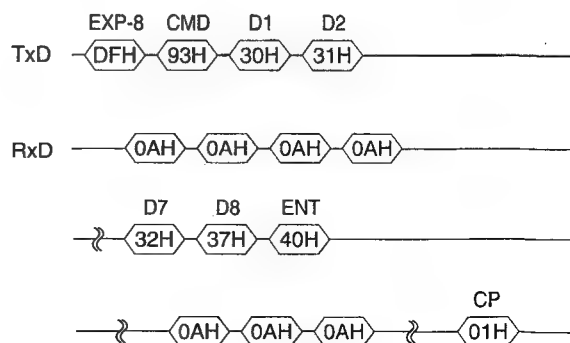 EXP-8 CMD D1 D2
TxD DFH 93H 30H 31H
RxD 0AH 0AH 0AH 0AH
D7 D8 ENT
32H 37H 40H
CP
0AH 0AH 0AH 01H